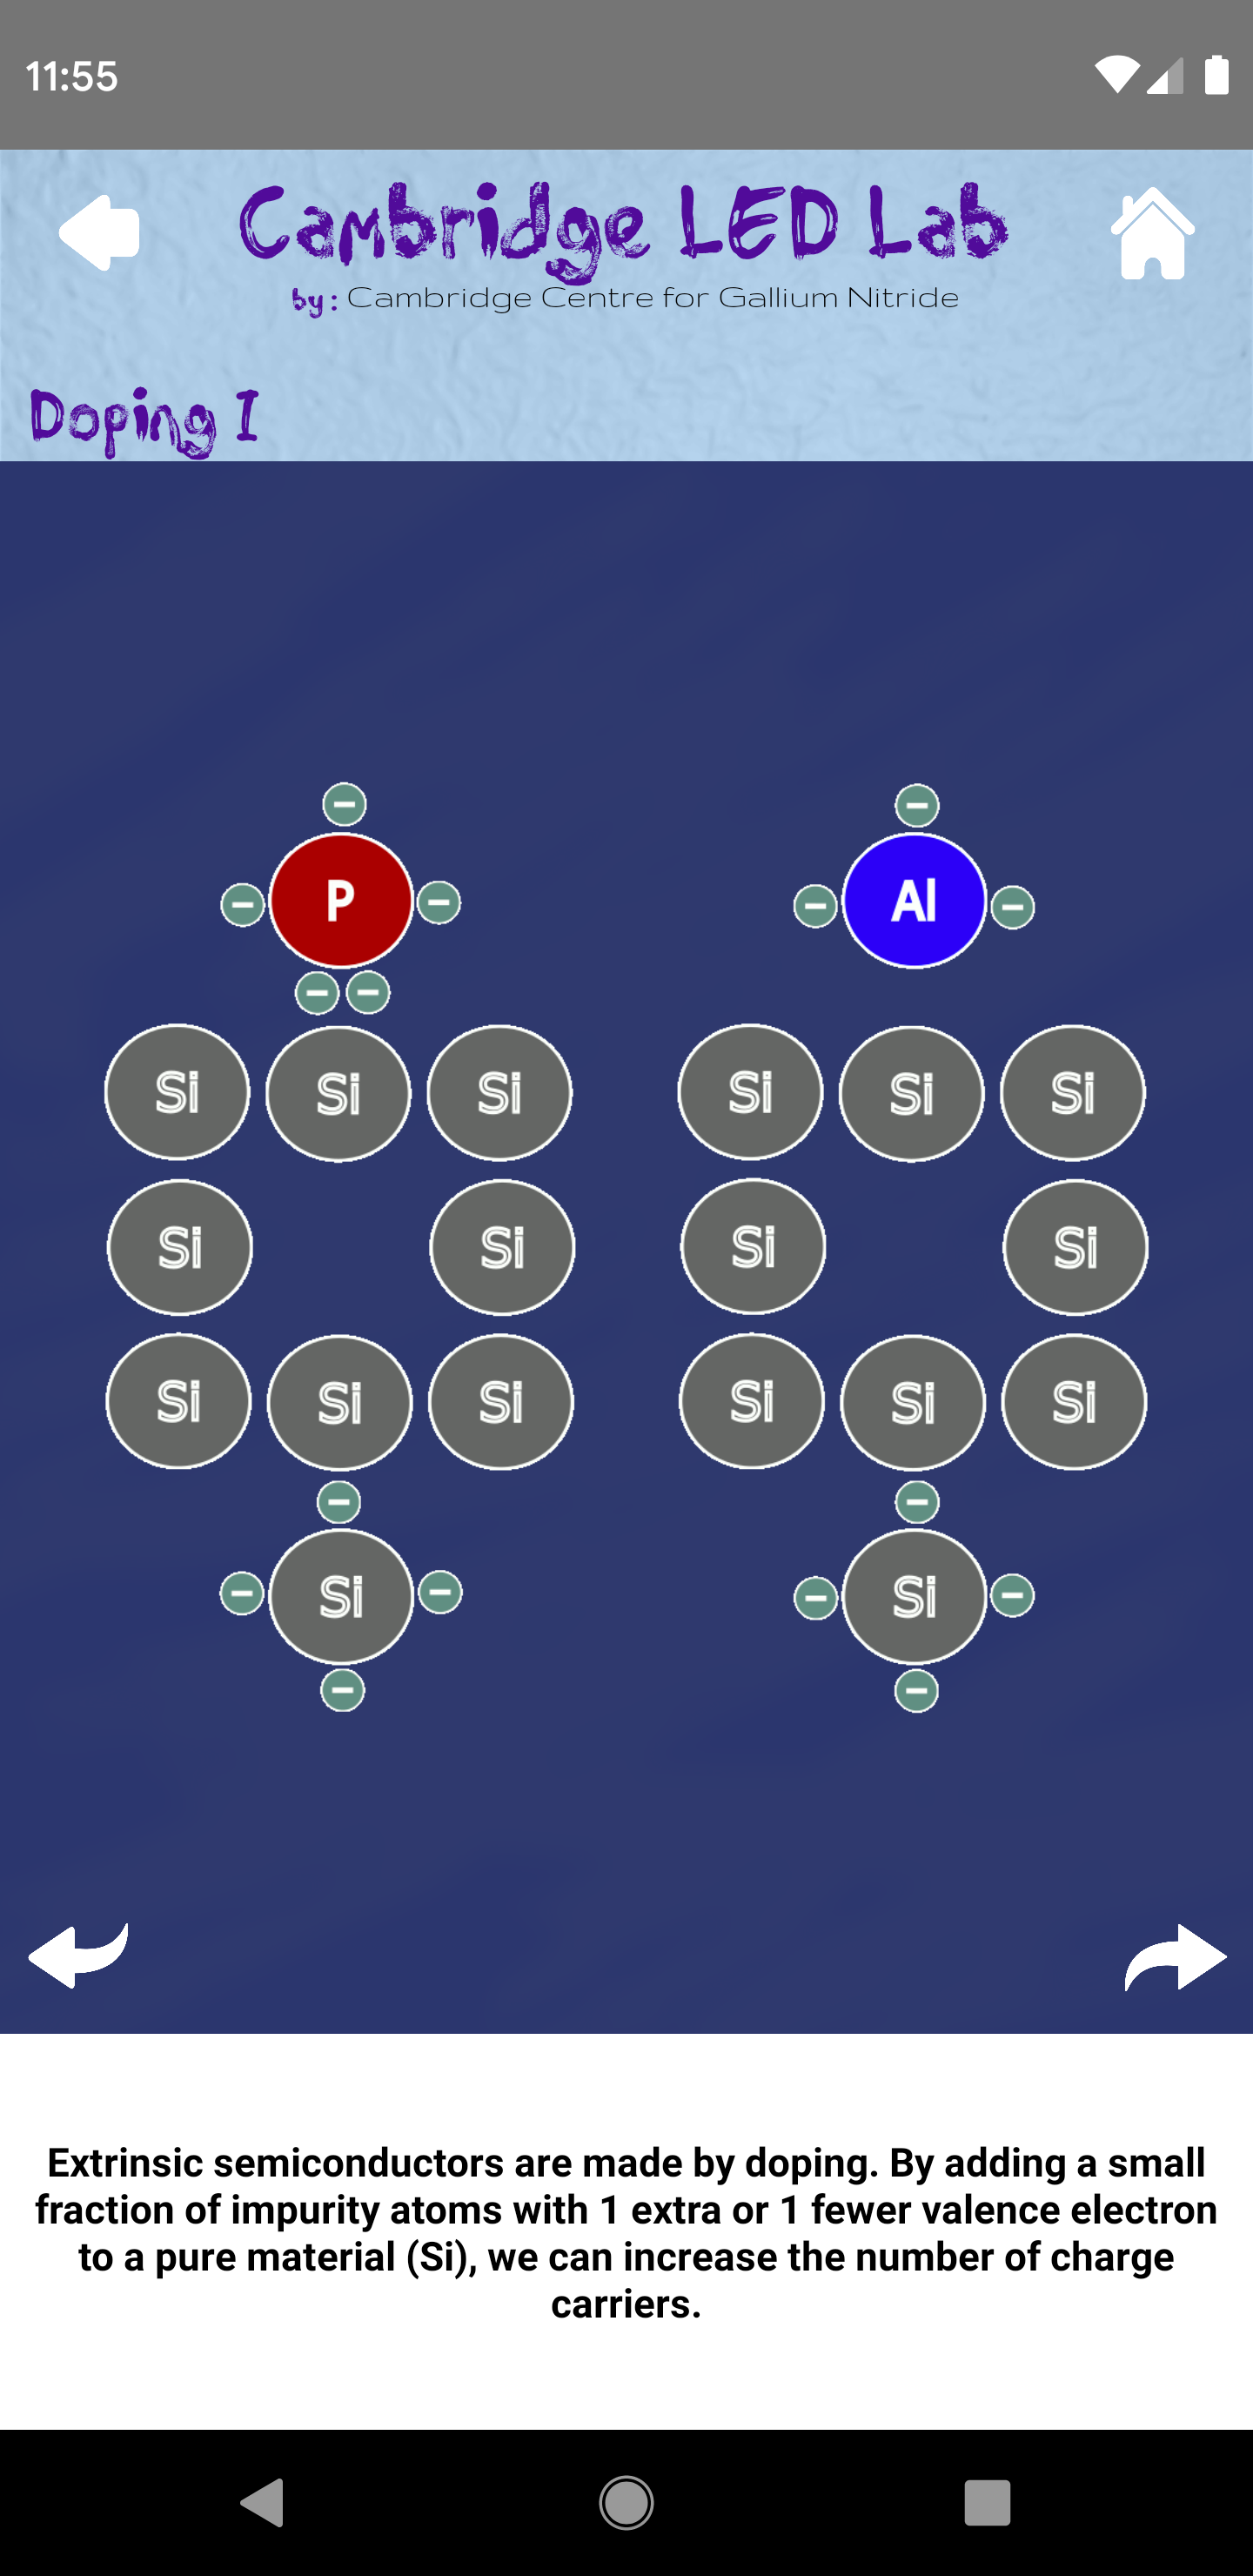 11:55
Cambridge LED Lab
by: Cambridge Centre for Gallium Nitride
Doping I
P Al
Si Si Si Si Si Si
Si Si Si Si
Si Si Si Si Si Si
Si Si
Extrinsic semiconductors are made by doping. By adding a small
fraction of impurity atoms with 1 extra or 1 fewer valence electron
to a pure material (Si), we can increase the number of charge
carriers.